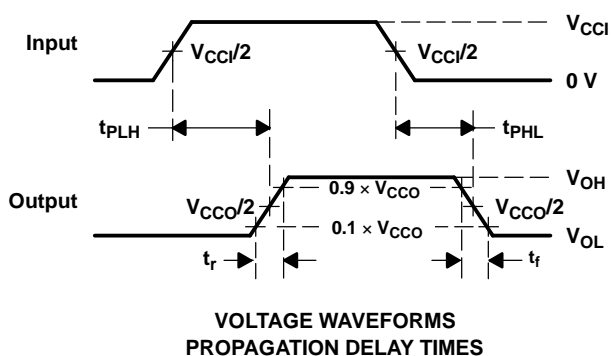 V_CCI
Input
V_CCI/2
V_CCI/2
0 V
t_PLH
t_PHL
V_OH
0.9 × V_CCO
Output
V_CCO/2
V_CCO/2
0.1 × V_CCO
V_OL
t_r
t_f
VOLTAGE WAVEFORMS
PROPAGATION DELAY TIMES